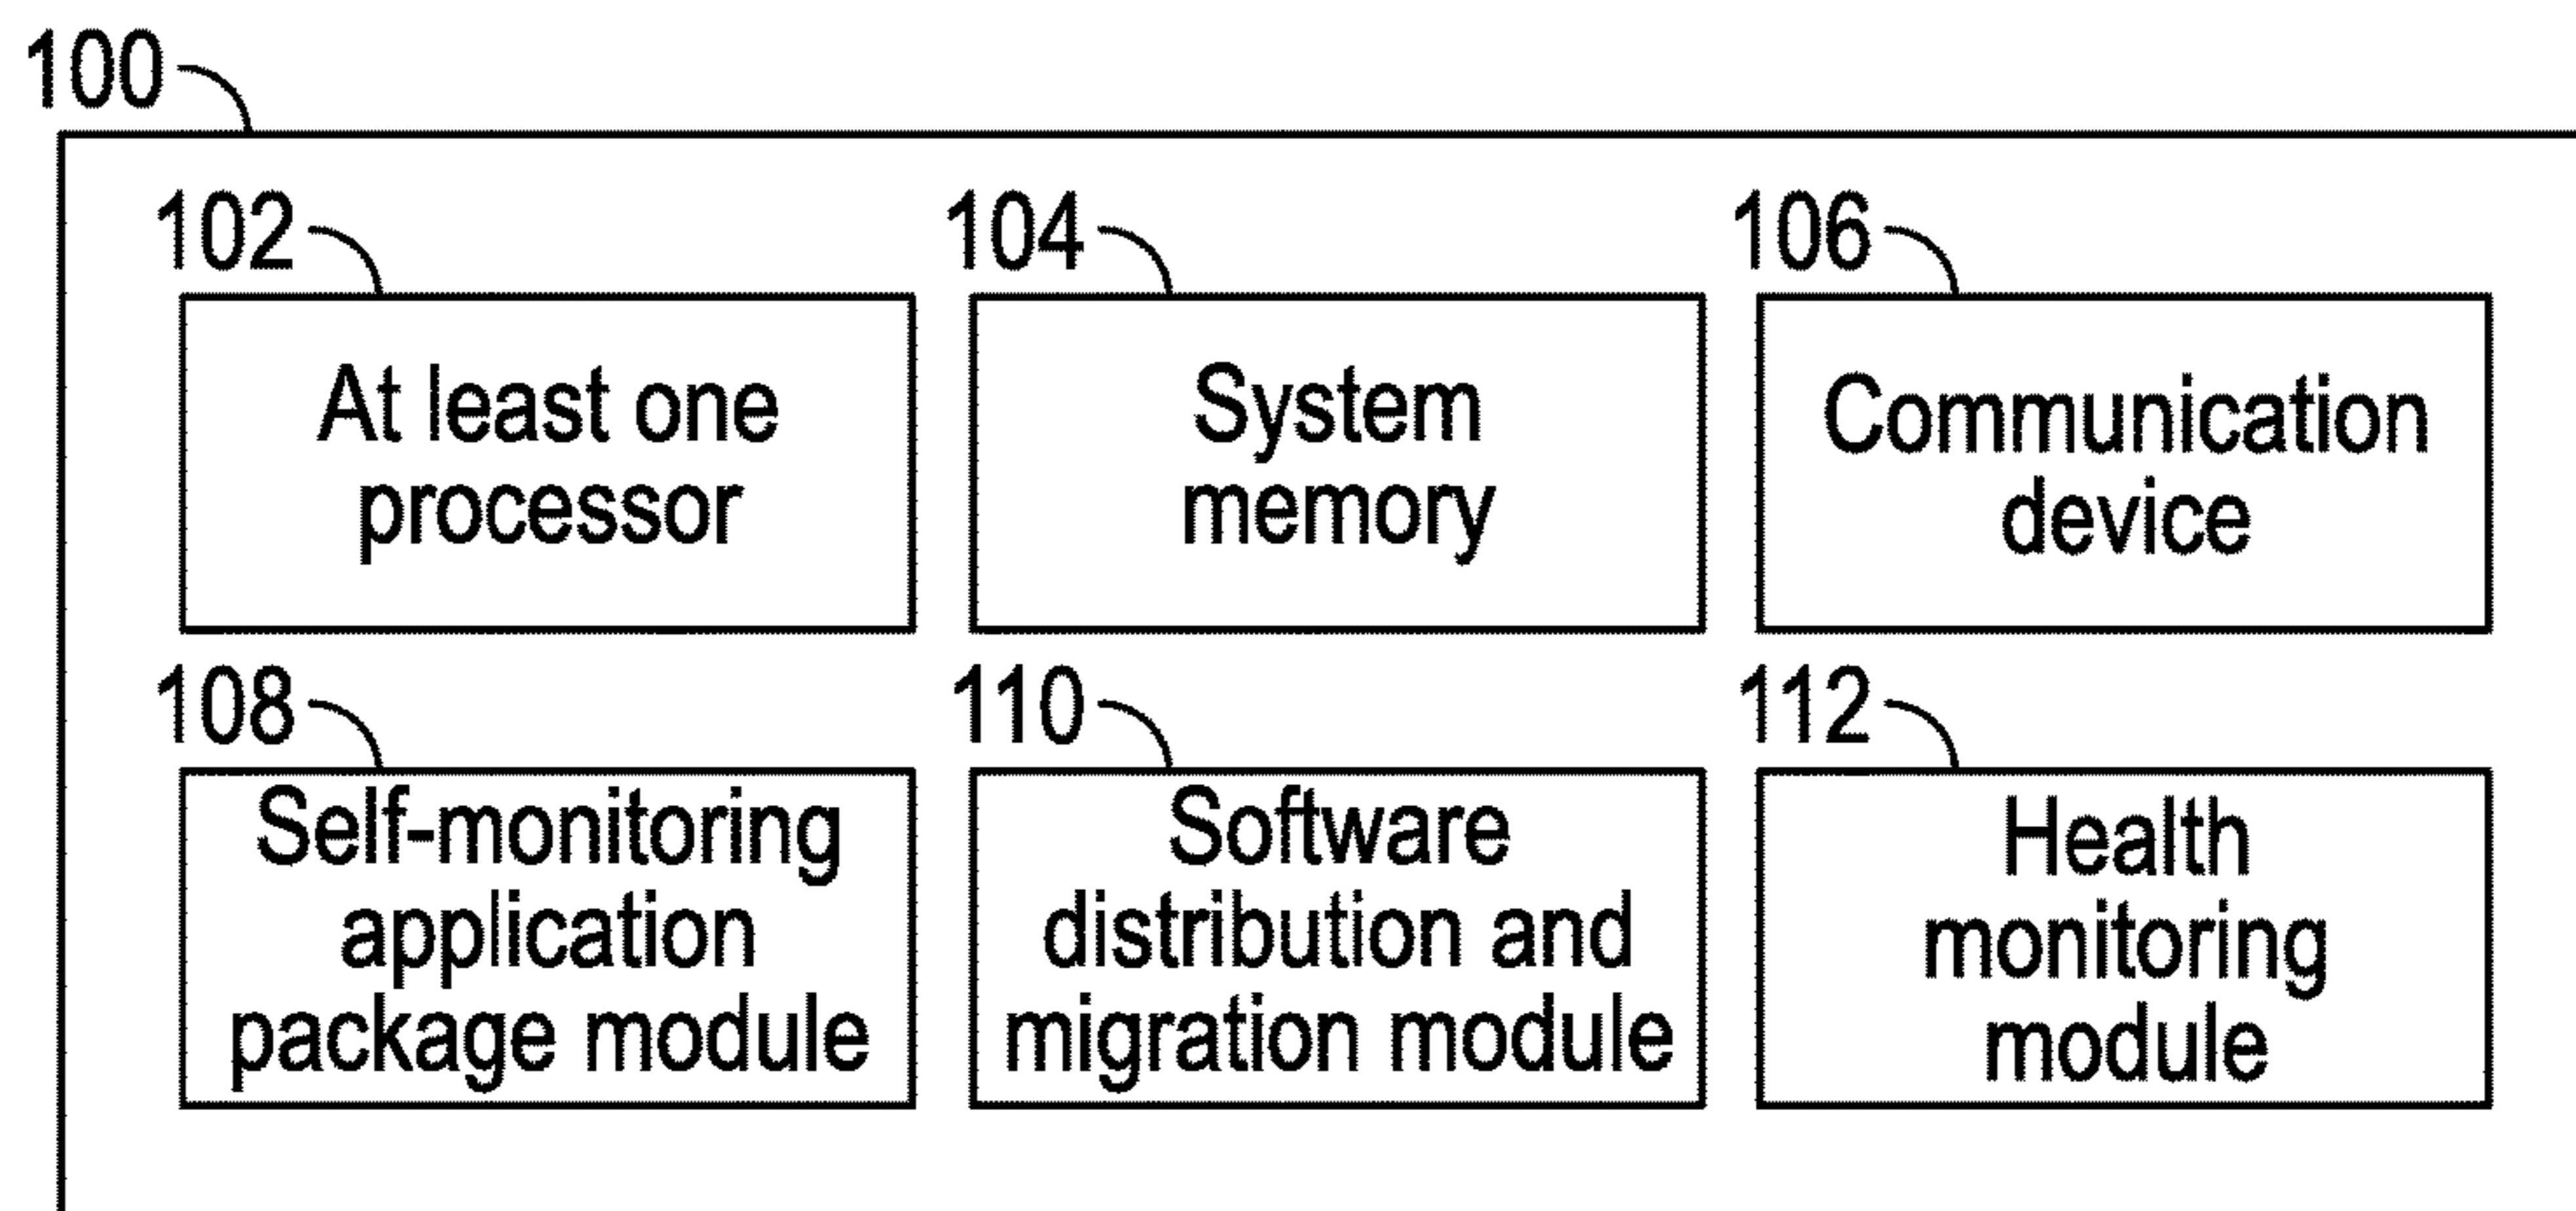 100
102
At least one
processor
104
System
memory
106
Communication
device
108
Self-monitoring
application
package module
110
Software
distribution and
migration module
112
Health
monitoring
module